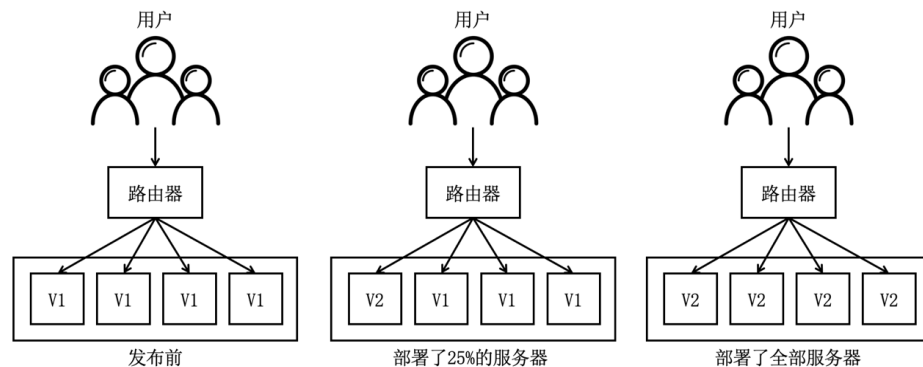 用户
用户
用户
路由器
路由器
路由器
V1 V1 V1 V1
V2 V1 V1 V1
V2 V2 V2 V2
发布前
部署了25%的服务器
部署了全部服务器